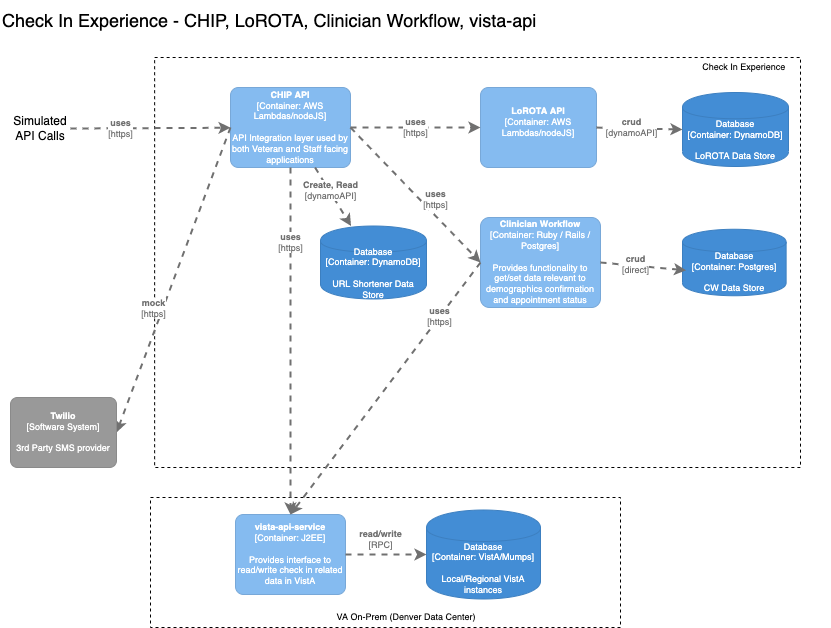 Check In Experience - CHIP, LoROTA, Clinician Workflow, vista-api
Check In Experience
Simulated
API Calls
uses
[https]
CHIP API
[Container: AWS
Lambdas/nodeJS]
API Integration layer used by
both Veteran and Staff facing
applications
uses
[https]
LoROTA API
[Container: AWS
Lambdas/nodeJS]
crud
[dynamoAPI]
Database
[Container: DynamoDB]
LoROTA Data Store
Create, Read
[dynamoAPI]
uses
[https]
uses
[https]
Database
[Container: DynamoDB]
URL Shortener Data
Store
Clinician Workflow
[Container: Ruby / Rails /
Postgres]
Provides functionality to
get/set data relevant to
demographics confirmation
and appointment status
crud
[direct]
Database
[Container: Postgres]
CW Data Store
mock
[https]
uses
[https]
Twilio
[Software System]
3rd Party SMS provider
vista-api-service
[Container: J2EE]
Provides interface to
read/write check in related
data in VistA
read/write
[RPC]
Database
[Container: VistA/Mumps]
Local/Regional VistA
instances
VA On-Prem (Denver Data Center)